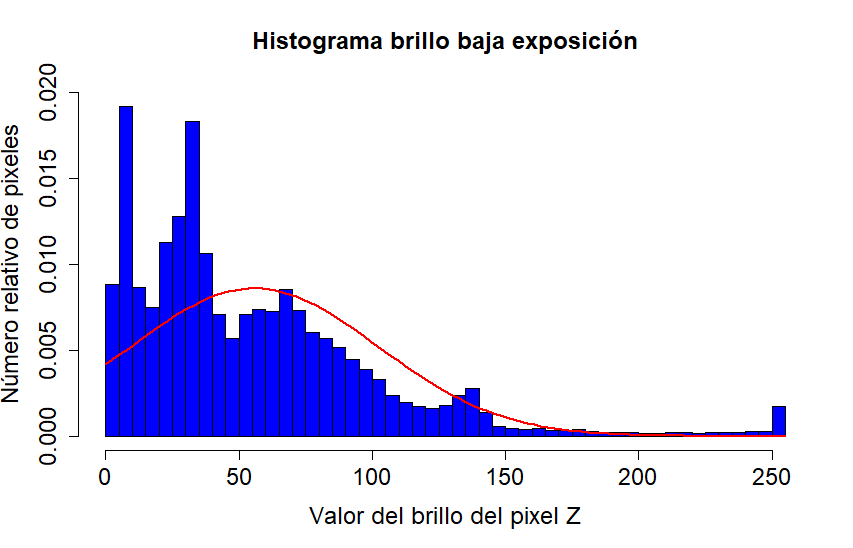 Histograma brillo baja exposición
Número relativo de pixeles
0.020
0.015
0.010
0.005
0.000
0 50 100 150 200 250
Valor del brillo del pixel Z